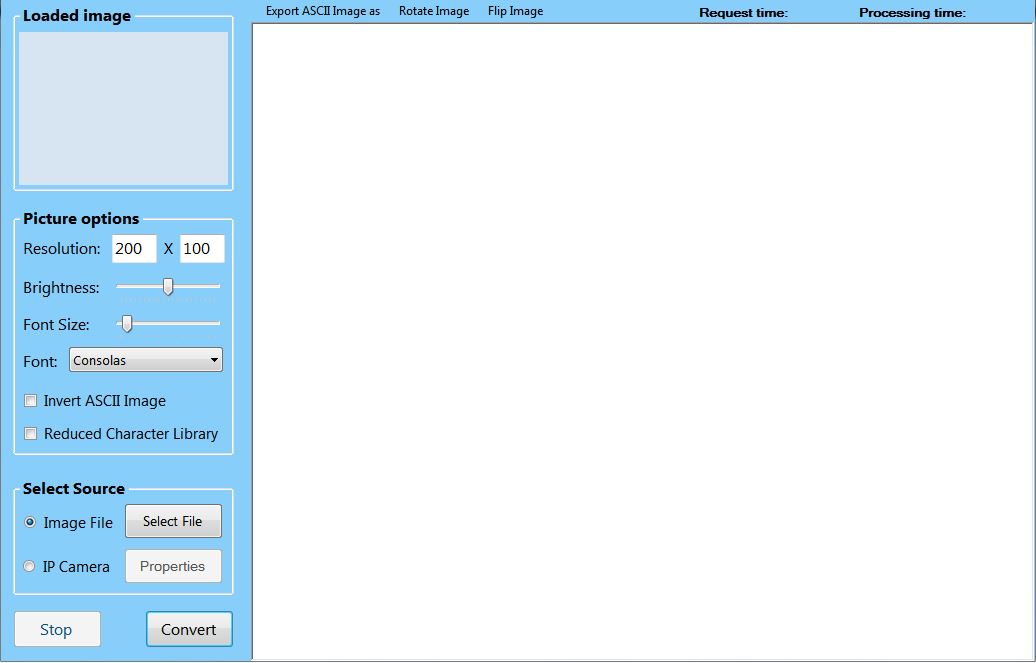 Loaded image
Export ASCII Image as Rotate Image Flip Image Request time: Processing time:
Picture options
Resolution: 200 X 100
Brightness:
Font Size:
Font: Consolas
Invert ASCII Image
Reduced Character Library
Select Source
Image File Select File
IP Camera Properties
Stop Convert